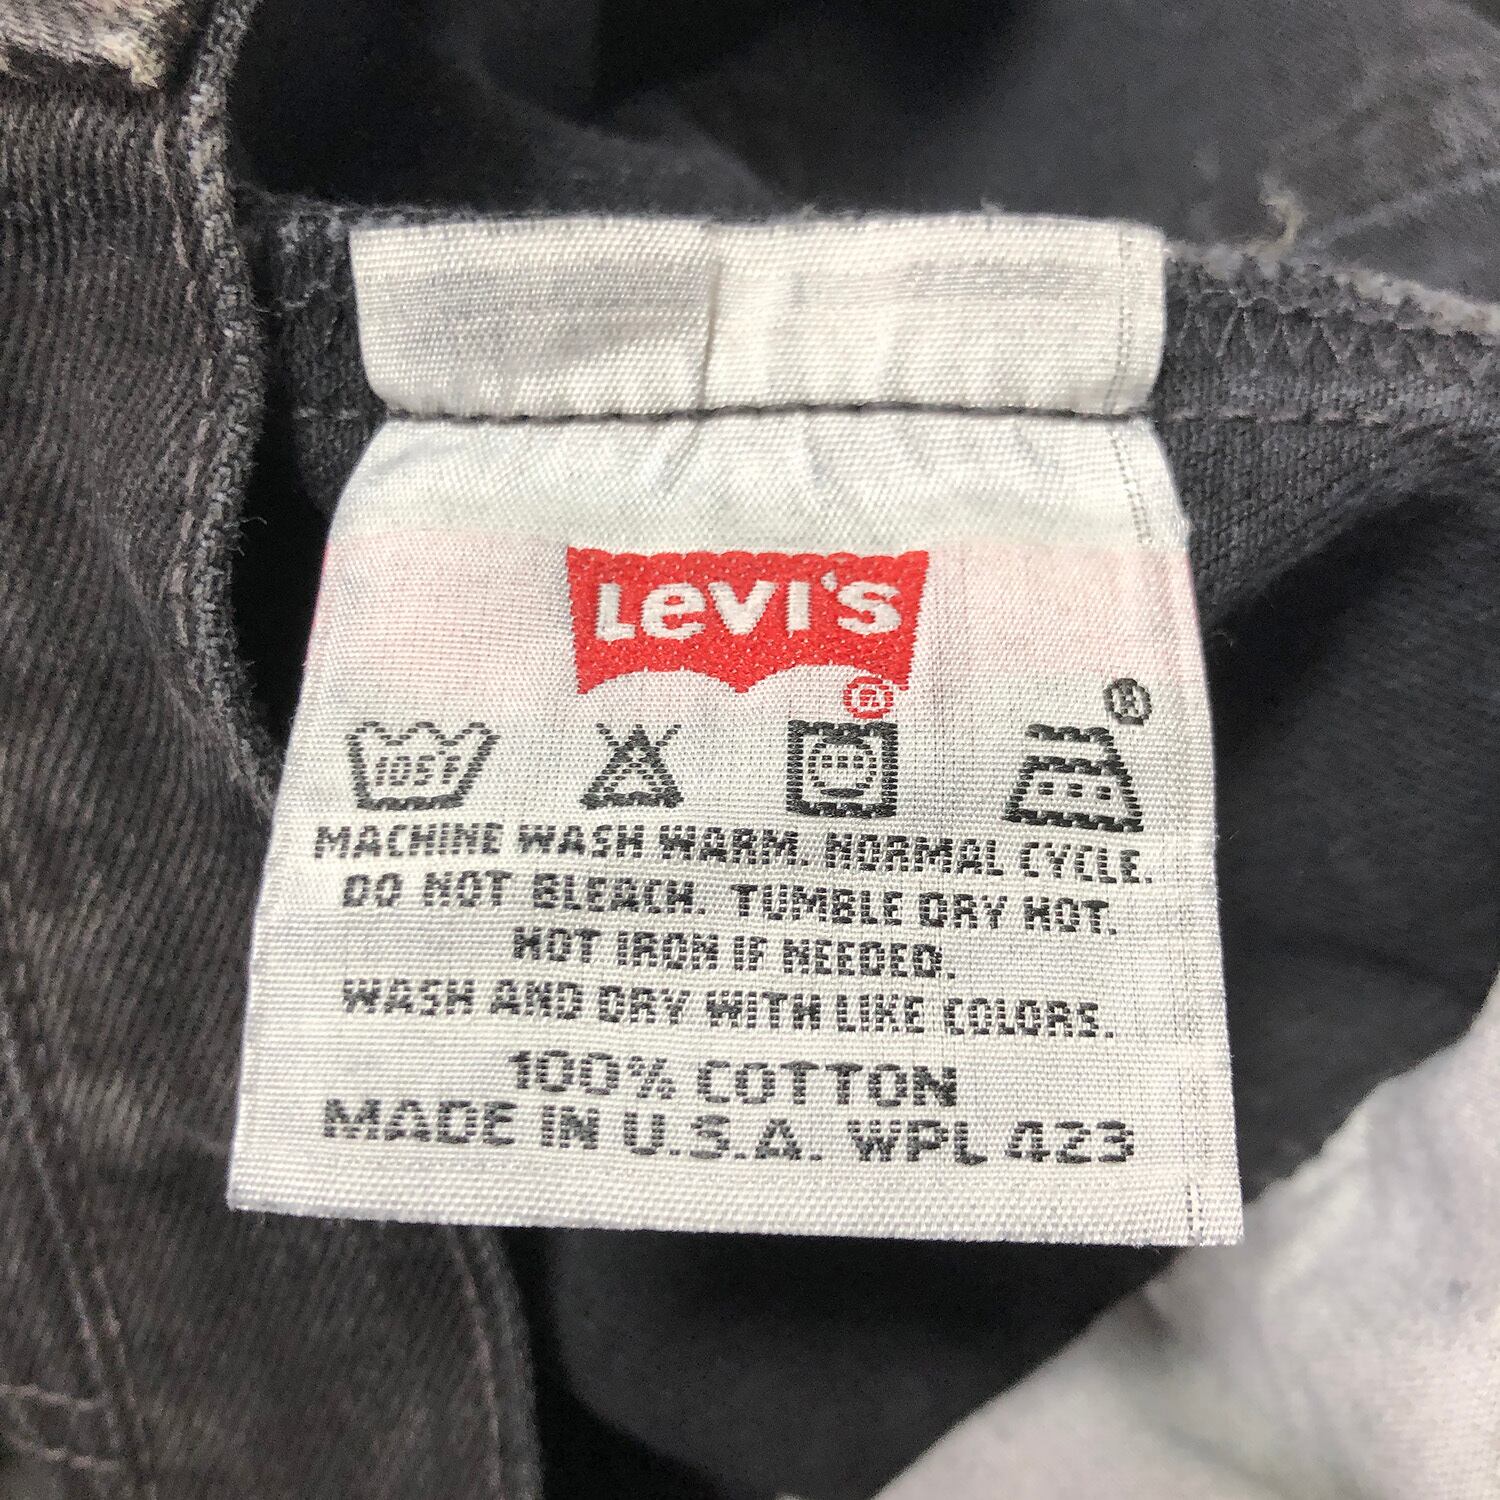 Levi's
®
®
105F
MACHINE WASH WARM. NORMAL CYCLE.
DO NOT BLEACH. TUMBLE DRY HOT.
HOT IRON IF NEEDED.
WASH AND DRY WITH LIKE COLORS.
100% COTTON
MADE IN U.S.A. WPL 423